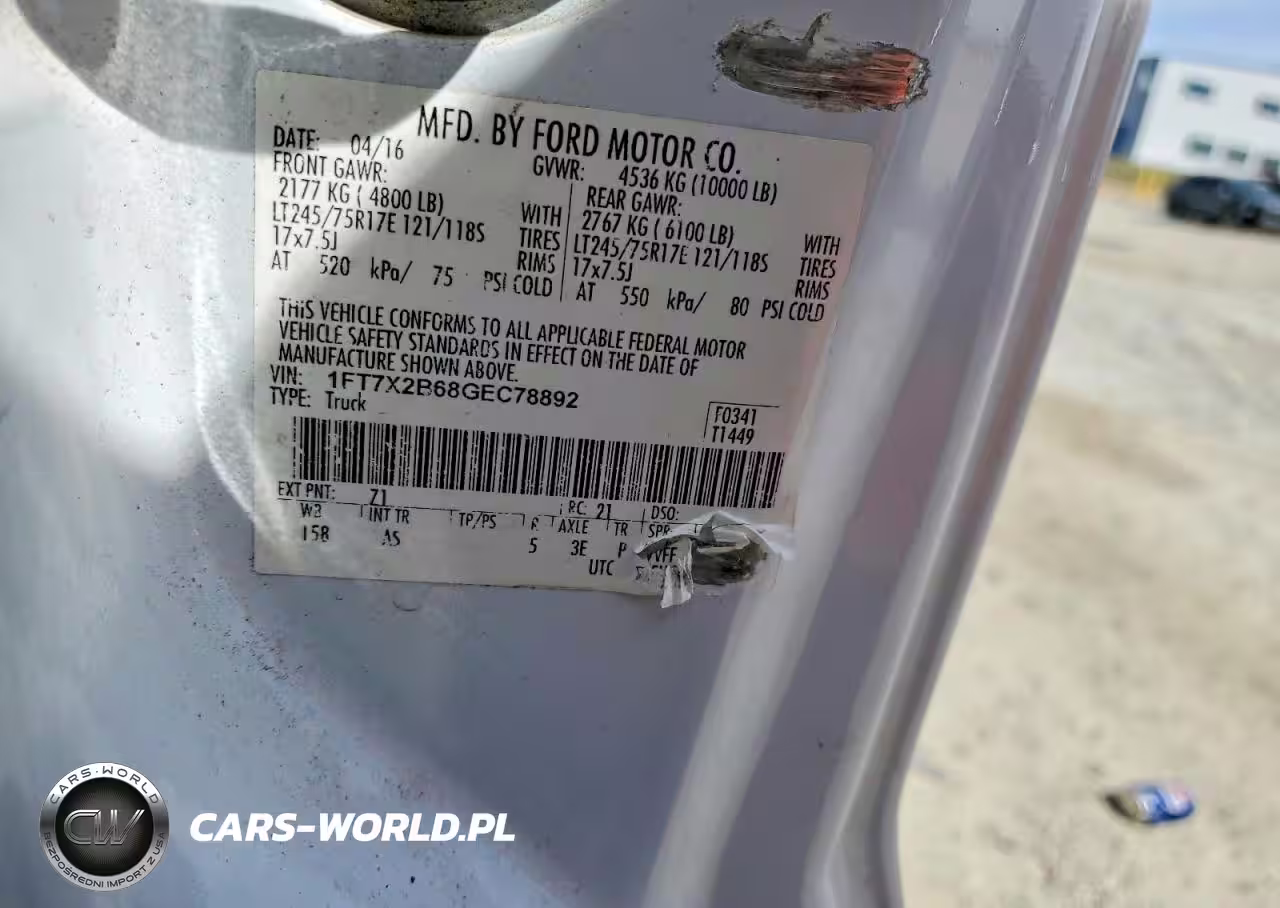 MFD. BY FORD MOTOR CO.
DATE: 04/16
GVWR: 4536 KG (10000 LB)
FRONT GAWR:
2177 KG ( 4800 LB) WITH
LT245/75R17E 121/118S TIRES
17x7.5J RIMS
AT 520 kPa/ 75 PSI COLD
REAR GAWR:
2767 KG ( 6100 LB) WITH
LT245/75R17E 121/118S TIRES
17x7.5J RIMS
AT 550 kPa/ 80 PSI COLD
THIS VEHICLE CONFORMS TO ALL APPLICABLE FEDERAL MOTOR
VEHICLE SAFETY STANDARDS IN EFFECT ON THE DATE OF
MANUFACTURE SHOWN ABOVE.
VIN: 1FT7X2B68GEC78892
TYPE: Truck
F0341
T1449
EXT PNT: Z1 RC: 21 DSO:
WB INT TR TP/PS R AXLE TR SPR
158 AS 5 3E P
UTC
CARS-WORLD
CW
BEZPOŚREDNI IMPORT Z USA
CARS-WORLD.PL